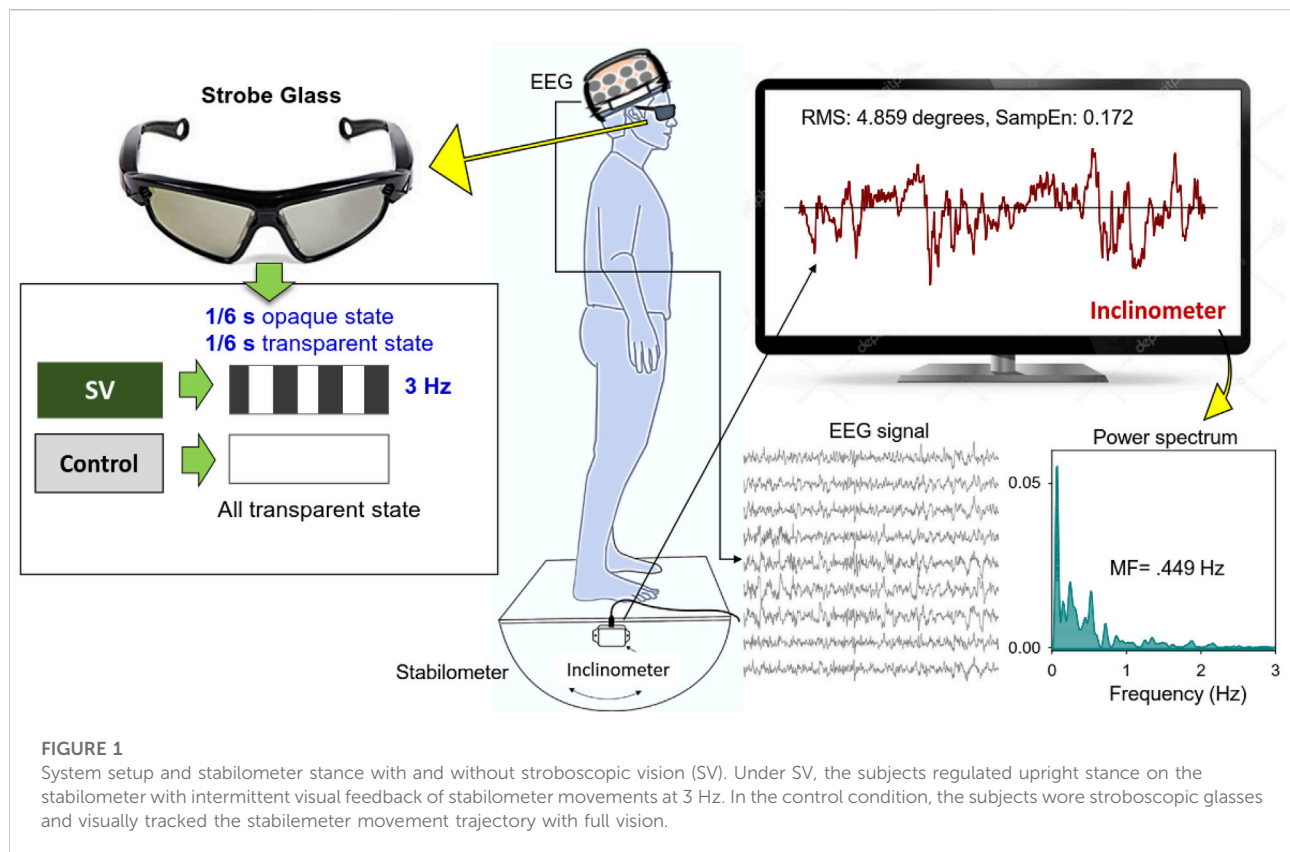 Strobe Glass
1/6 s opaque state
1/6 s transparent state
SV
3 Hz
Control
All transparent state
EEG
Stabilometer
Inclinometer
RMS: 4.859 degrees, SampEn: 0.172
Inclinometer
EEG signal
Power spectrum
0.05
MF= .449 Hz
0.00
0 1 2 3
Frequency (Hz)
FIGURE 1
System setup and stabilometer stance with and without stroboscopic vision (SV). Under SV, the subjects regulated upright stance on the
stabilometer with intermittent visual feedback of stabilometer movements at 3 Hz. In the control condition, the subjects wore stroboscopic glasses
and visually tracked the stabilemeter movement trajectory with full vision.